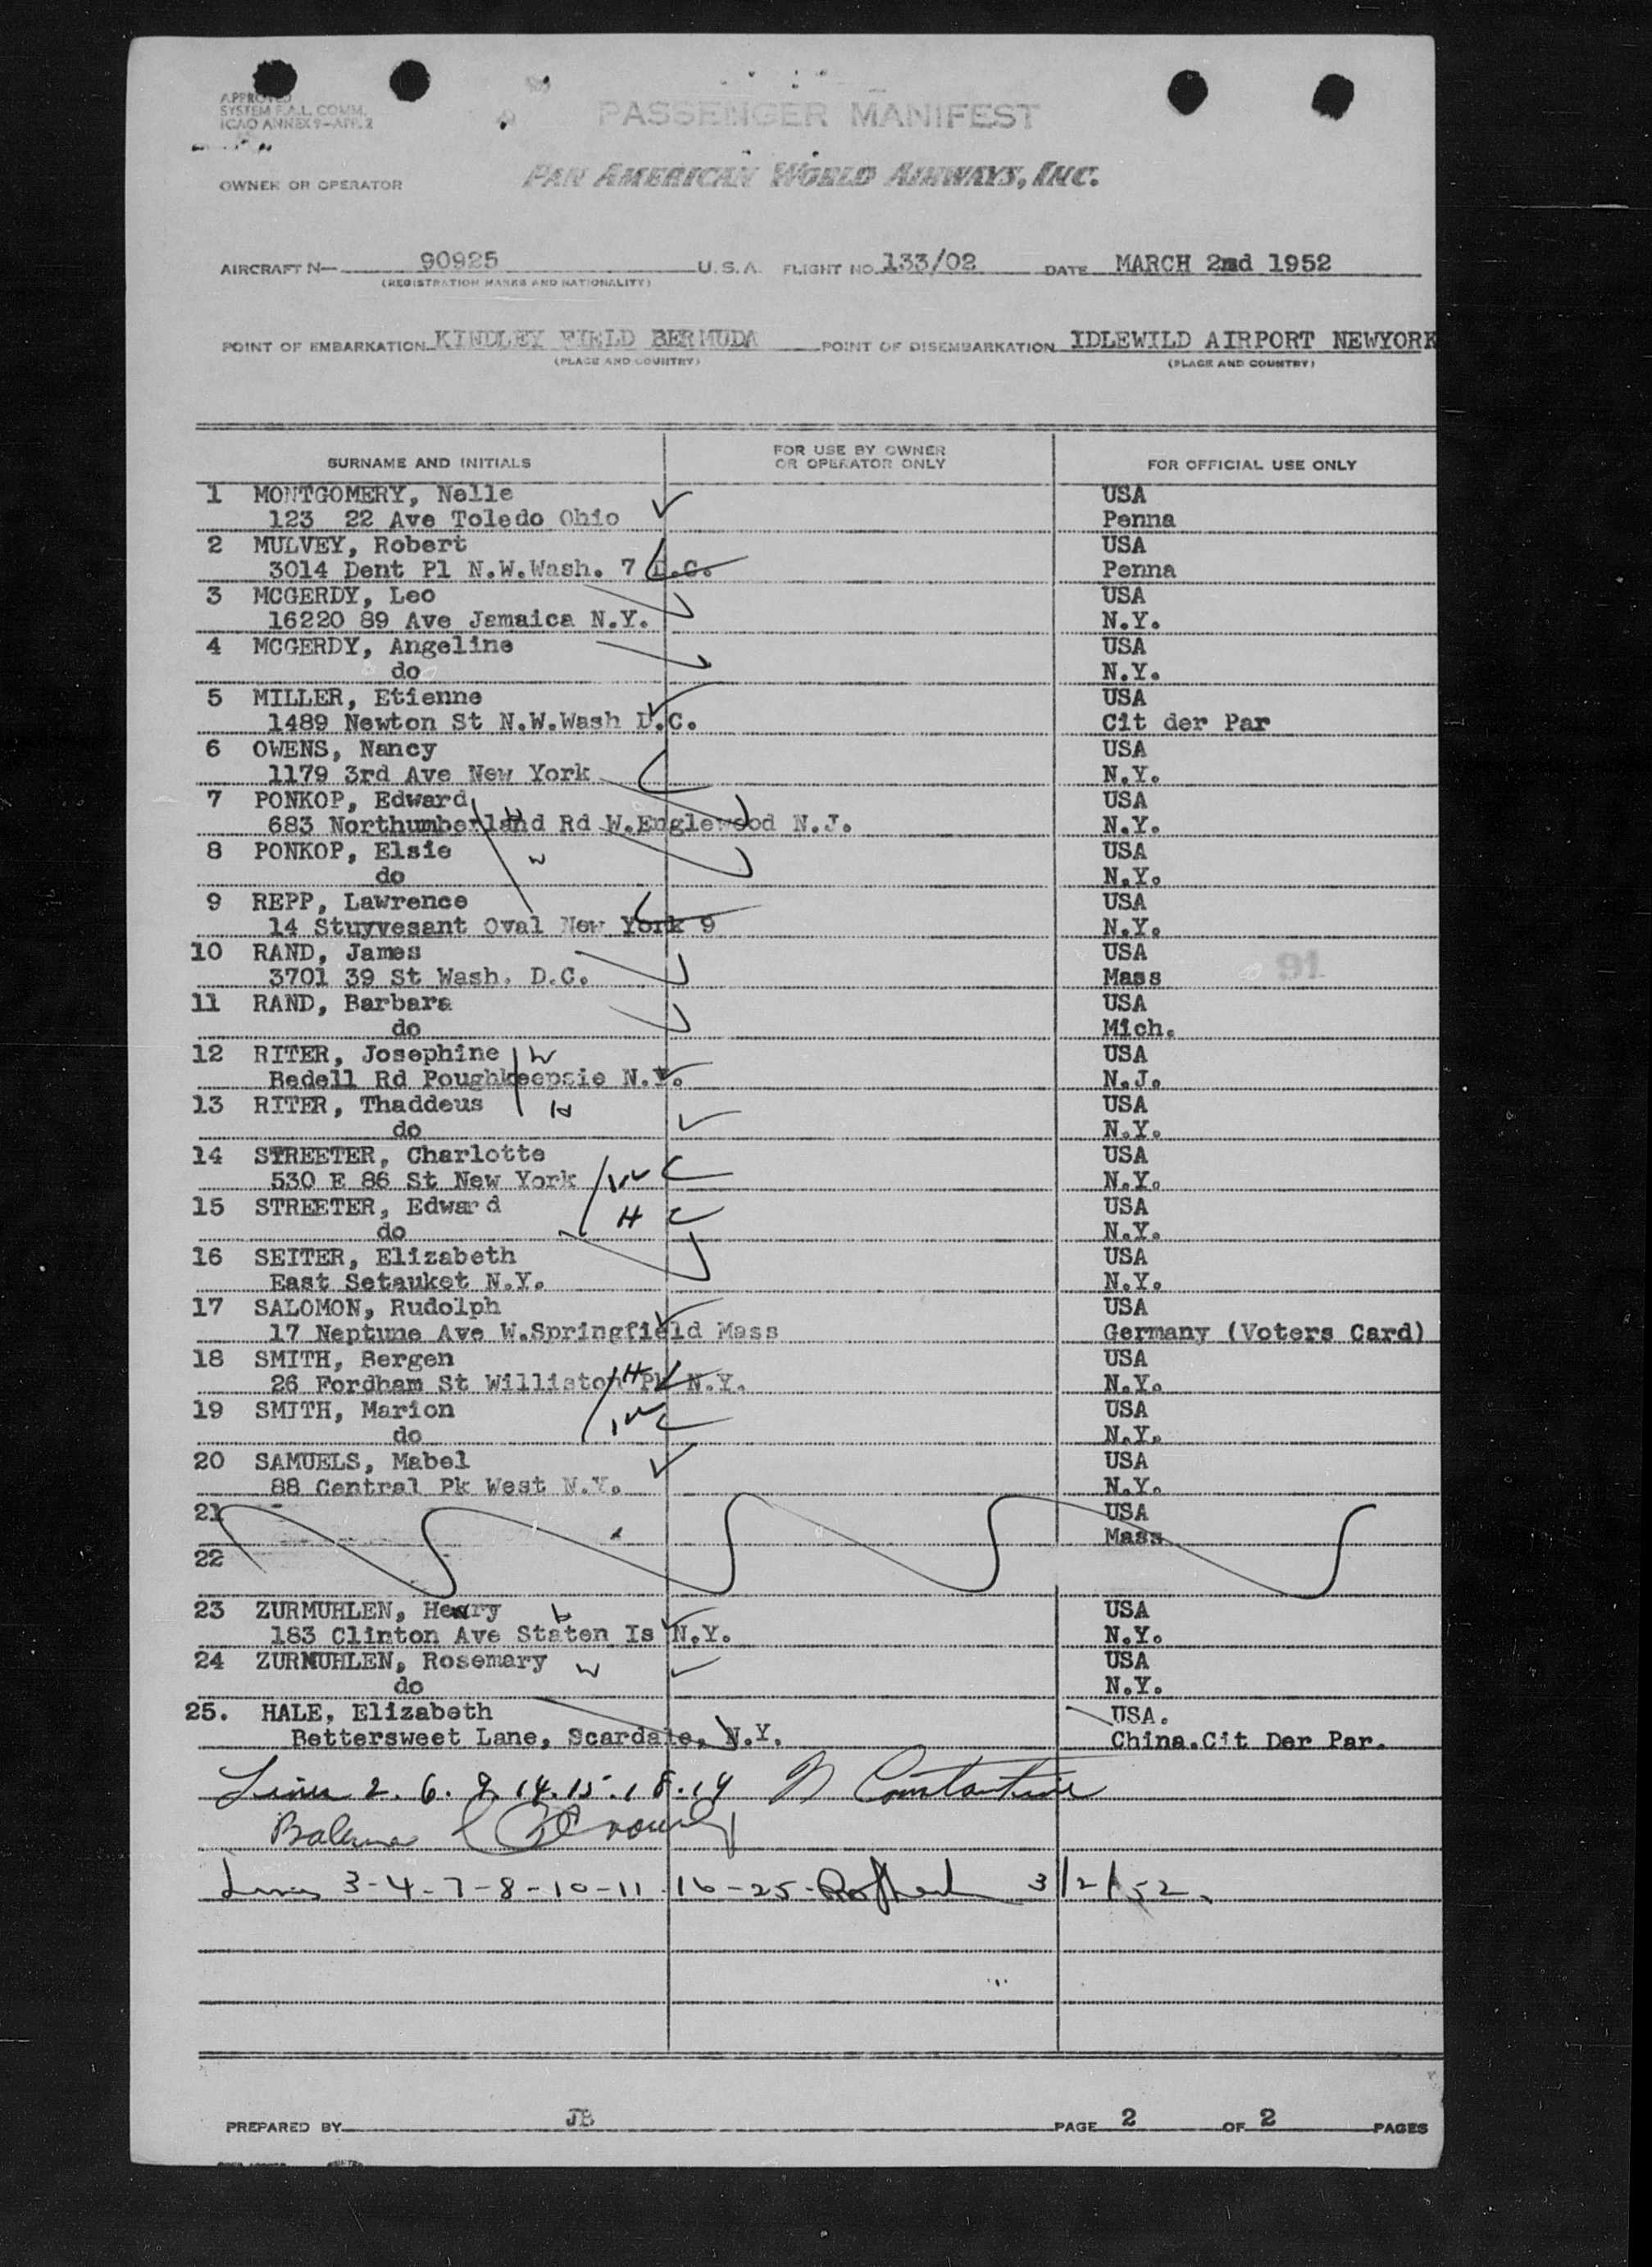 APPROVED
SYSTEM F.A.L. COMM.
ICAO ANNEX 9-APP. 2
PASSENGER MANIFEST
OWNER OR OPERATOR PAN AMERICAN WORLD AIRWAYS, INC.
AIRCRAFT N— 90925 U.S.A. FLIGHT NO. 133/02 DATE MARCH 2nd 1952
(REGISTRATION MARKS AND NATIONALITY)
POINT OF EMBARKATION KINDLEY FIELD BERMUDA POINT OF DISEMBARKATION IDLEWILD AIRPORT NEWYORK
(PLACE AND COUNTRY) (PLACE AND COUNTRY)
SURNAME AND INITIALS FOR USE BY OWNER OR OPERATOR ONLY FOR OFFICIAL USE ONLY
1 MONTGOMERY, Nelle USA
123 22 Ave Toledo Ohio Penna
2 MULVEY, Robert USA
3014 Dent Pl N.W.Wash. 7 D.C. Penna
3 MCGERDY, Leo USA
16220 89 Ave Jamaica N.Y. N.Y.
4 MCGERDY, Angeline USA
do N.Y.
5 MILLER, Etienne USA
1489 Newton St N.W.Wash D.C. Cit der Par
6 OWENS, Nancy USA
1179 3rd Ave New York N.Y.
7 PONKOP, Edward H USA
683 Northumberland Rd W.Englewood N.J. N.Y.
8 PONKOP, Elsie W USA
do N.Y.
9 REPP, Lawrence USA
14 Stuyvesant Oval New York 9 N.Y.
10 RAND, James USA
3701 39 St Wash. D.C. Mass 91
11 RAND, Barbara USA
do Mich.
12 RITER, Josephine W USA
Bedell Rd Poughkeepsie N.Y. N.J.
13 RITER, Thaddeus H USA
do N.Y.
14 STREETER, Charlotte USA
530 E 86 St New York W N.Y.
15 STREETER, Edward H USA
do N.Y.
16 SEITER, Elizabeth USA
East Setauket N.Y. N.Y.
17 SALOMON, Rudolph USA
17 Neptune Ave W.Springfield Mass Germany (Voters Card)
18 SMITH, Bergen H USA
26 Fordham St Williston Pk N.Y. N.Y.
19 SMITH, Marion W USA
do N.Y.
20 SAMUELS, Mabel USA
88 Central Pk West N.Y. N.Y.
21 USA
Mass
22
23 ZURMUHLEN, Henry USA
183 Clinton Ave Staten Is N.Y. N.Y.
24 ZURMUHLEN, Rosemary W USA
do N.Y.
25. HALE, Elizabeth USA.
Bettersweet Lane, Scardale, N.Y. China.Cit Der Par.
Lines 2. 6. 9. 14. 15. 18. 19 N Constantine
Balance
Lines 3-4-7-8-10-11 16-25- 3/2/52.
PREPARED BY JB PAGE 2 OF 2 PAGES